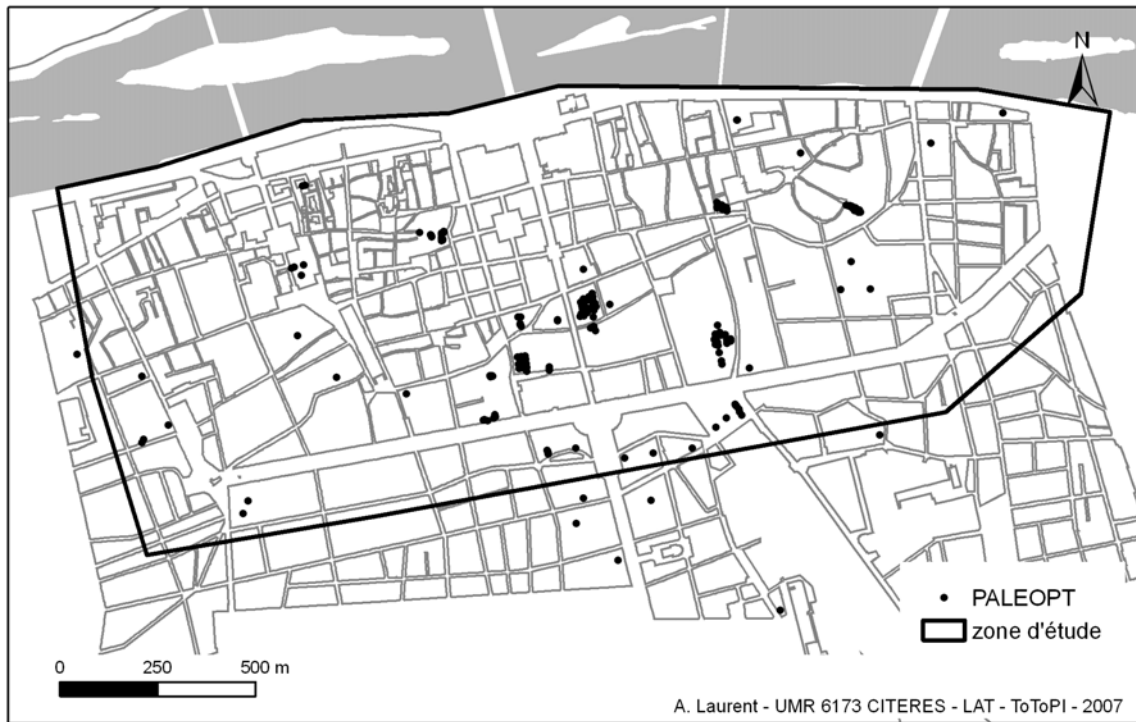 N
PALEOPT
zone d'étude
0 250 500 m
A. Laurent - UMR 6173 CITERES - LAT - ToToPI - 2007